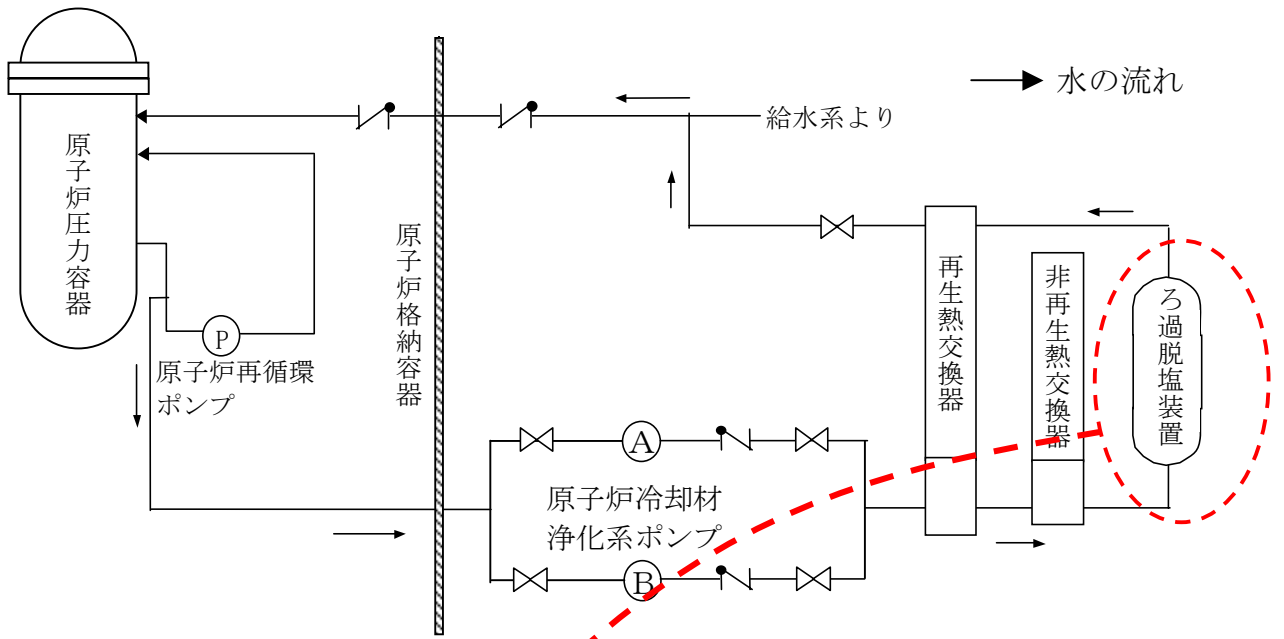 水の流れ
給水系より
原子炉圧力容器
原子炉格納容器
再生熱交換器
非再生熱交換器
ろ過脱塩装置
P
原子炉再循環
ポンプ
A
原子炉冷却材
浄化系ポンプ
B